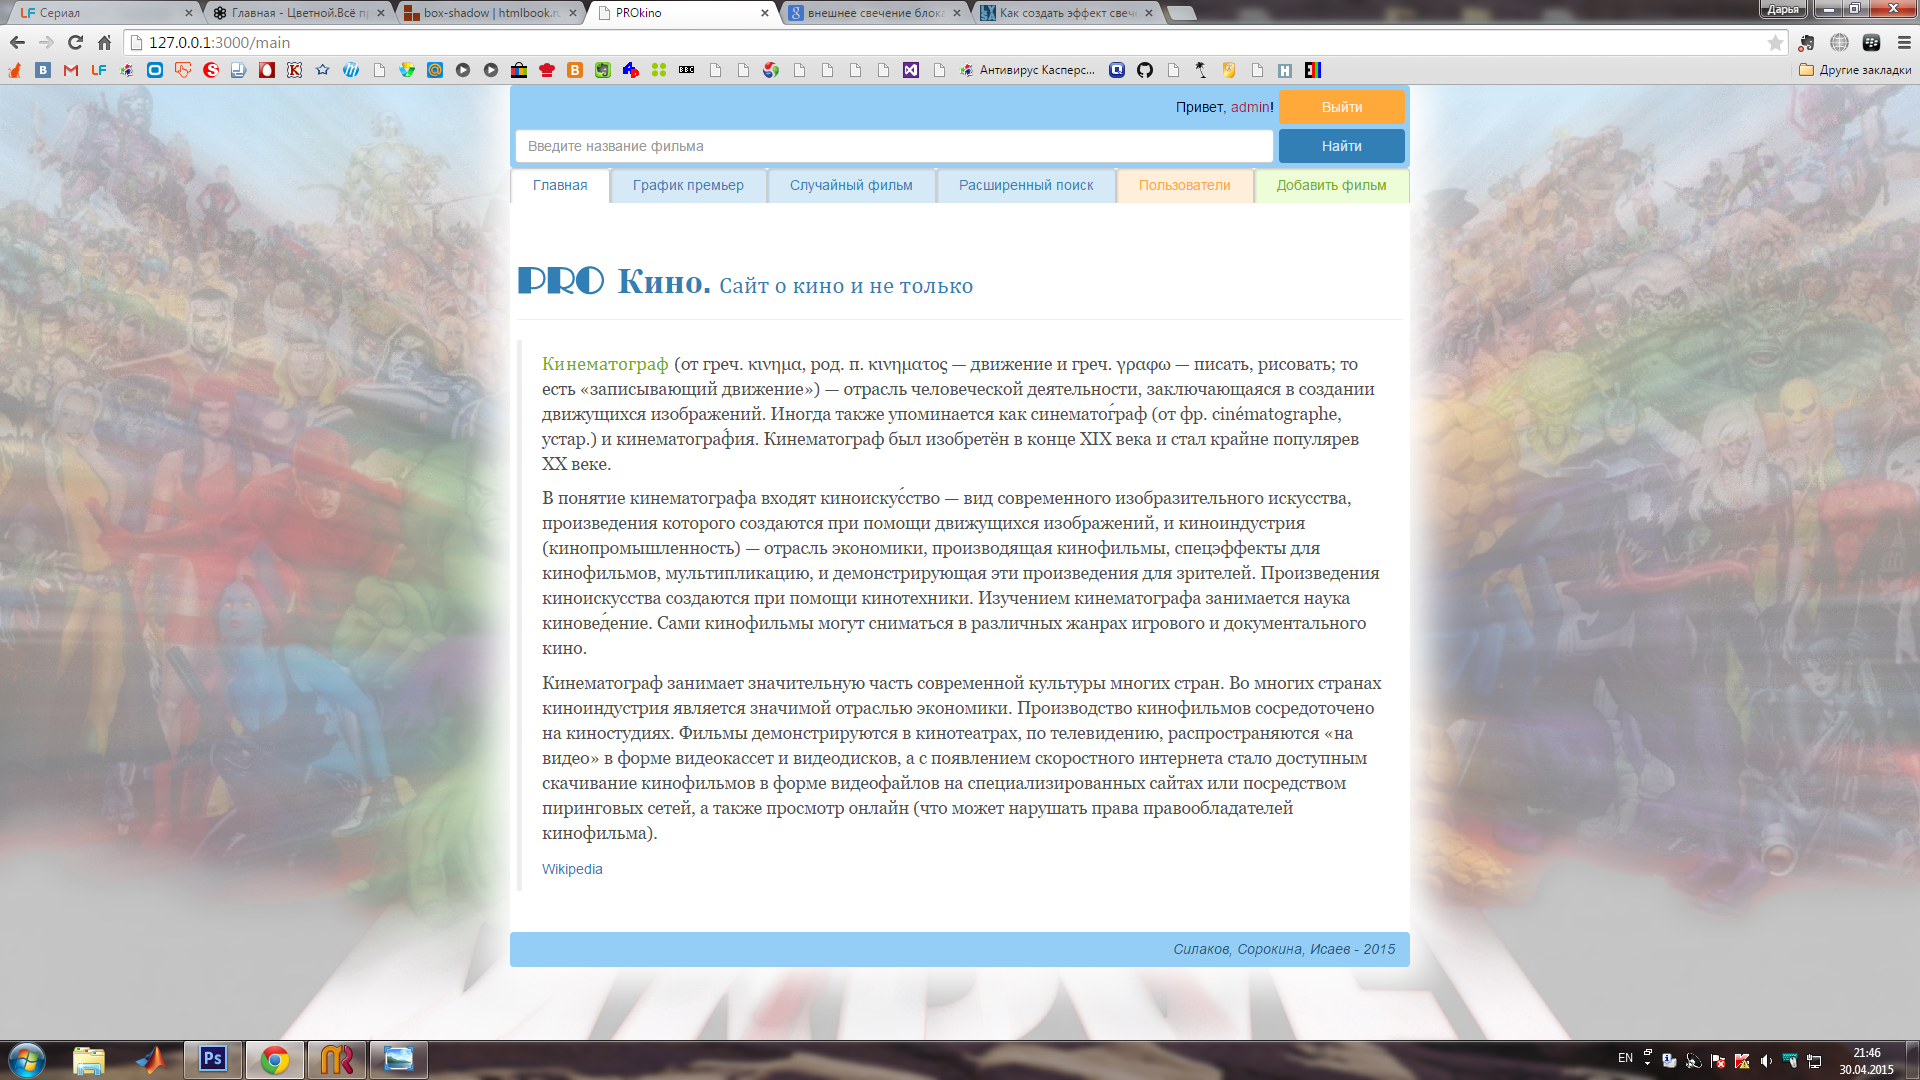 Сериал
Главная - Цветной.Всё п
box-shadow | htmlbook.r
PROkino
внешнее свечение блока
Как создать эффект свеч
Дарья
127.0.0.1:3000/main
BBC
Антивирус Касперс...
Другие закладки
Привет, admin!
Выйти
Введите название фильма
Найти
Главная
График премьер
Случайный фильм
Расширенный поиск
Пользователи
Добавить фильм
PRO Кино. Сайт о кино и не только
Кинематограф (от греч. κινημα, род. п. κινηματος — движение и греч. γραφω — писать, рисовать; то
есть «записывающий движение») — отрасль человеческой деятельности, заключающаяся в создании
движущихся изображений. Иногда также упоминается как синематоѓраф (от фр. cinématographe,
устар.) и кинематогра́фия. Кинематограф был изобретён в конце XIX века и стал крайне популярев
XX веке.
В понятие кинематографа входят киноискус́ство — вид современного изобразительного искусства,
произведения которого создаются при помощи движущихся изображений, и киноиндустрия
(кинопромышленность) — отрасль экономики, производящая кинофильмы, спецэффекты для
кинофильмов, мультипликацию, и демонстрирующая эти произведения для зрителей. Произведения
киноискусства создаются при помощи кинотехники. Изучением кинематографа занимается наука
киновед́ение. Сами кинофильмы могут сниматься в различных жанрах игрового и документального
кино.
Кинематограф занимает значительную часть современной культуры многих стран. Во многих странах
киноиндустрия является значимой отраслью экономики. Производство кинофильмов сосредоточено
на киностудиях. Фильмы демонстрируются в кинотеатрах, по телевидению, распространяются «на
видео» в форме видеокассет и видеодисков, а с появлением скоростного интернета стало доступным
скачивание кинофильмов в форме видеофайлов на специализированных сайтах или посредством
пиринговых сетей, а также просмотр онлайн (что может нарушать права правообладателей
кинофильма).
Wikipedia
Силаков, Сорокина, Исаев - 2015
EN
21:46
30.04.2015